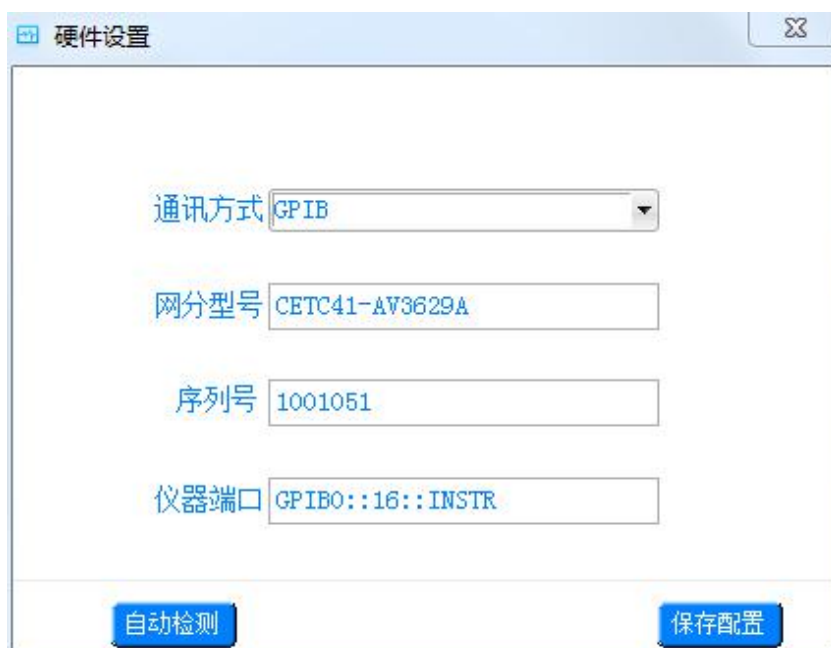 硬件设置
通讯方式 GPIB
网分型号 CETC41-AV3629A
序列号 1001051
仪器端口 GPIB0::16::INSTR
自动检测 保存配置